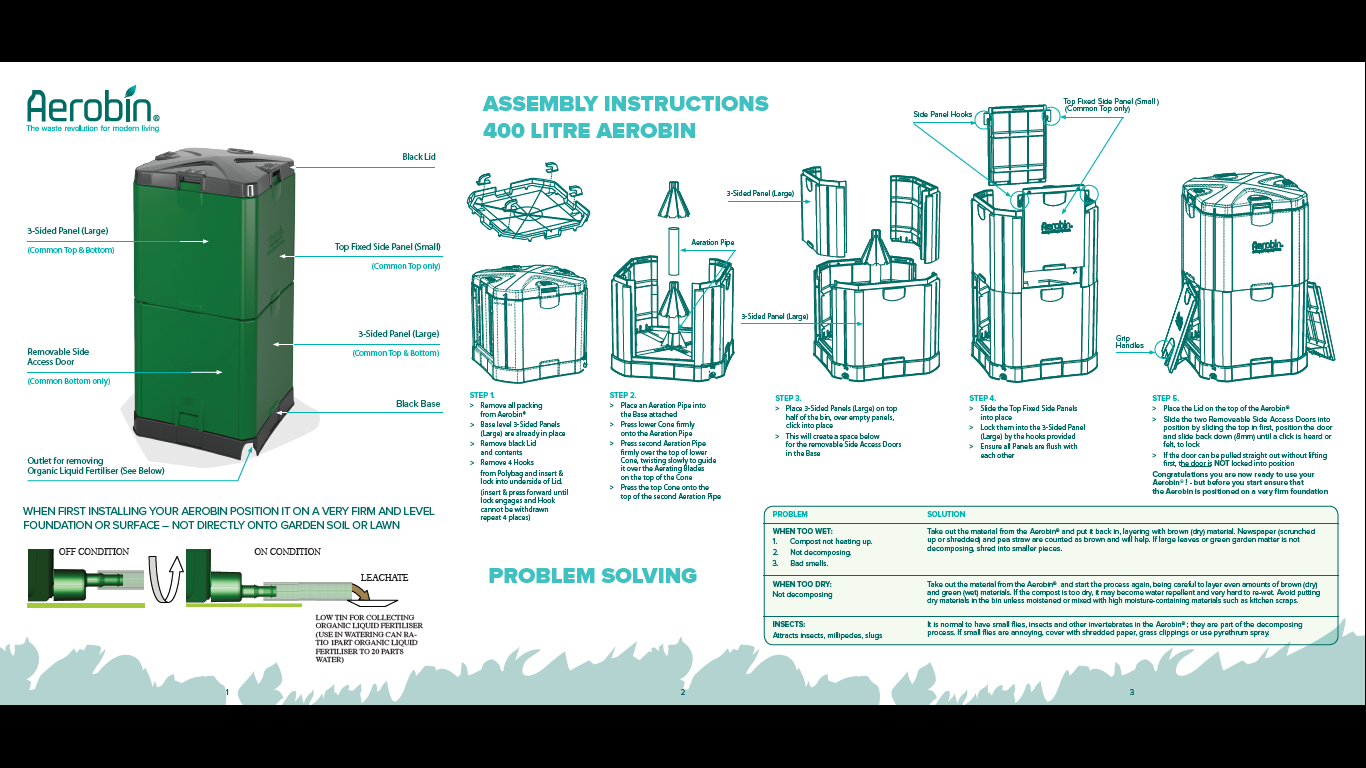 Aerobin®
The waste revolution for modern living
Black Lid
3-Sided Panel (Large)
(Common Top & Bottom)
Top Fixed Side Panel (Small)
(Common Top only)
3-Sided Panel (Large)
(Common Top & Bottom)
Removable Side
Access Door
(Common Bottom only)
Black Base
Outlet for removing
Organic Liquid Fertiliser (See Below)
WHEN FIRST INSTALLING YOUR AEROBIN POSITION IT ON A VERY FIRM AND LEVEL
FOUNDATION OR SURFACE – NOT DIRECTLY ONTO GARDEN SOIL OR LAWN
OFF CONDITION
ON CONDITION
LEACHATE
LOW TIN FOR COLLECTING
ORGANIC LIQUID FERTILISER
(USE IN WATERING CAN RA-
TIO 1PART ORGANIC LIQUID
FERTILISER TO 20 PARTS
WATER)
1
ASSEMBLY INSTRUCTIONS
400 LITRE AEROBIN
Aeration Pipe
STEP 1.
> Remove all packing
from Aerobin®
> Base level 3-Sided Panels
(Large) are already in place
> Remove black Lid
and contents
> Remove 4 Hooks
from Polybag and insert &
lock into underside of Lid.
(insert & press forward until
lock engages and Hook
cannot be withdrawn
repeat 4 places)
STEP 2.
> Place an Aeration Pipe into
the Base attached
> Press lower Cone firmly
onto the Aeration Pipe
> Press second Aeration Pipe
firmly over the top of lower
Cone, twisting slowly to guide
it over the Aerating Blades
on the top of the Cone
> Press the top Cone onto the
top of the second Aeration Pipe
PROBLEM SOLVING
2
3-Sided Panel (Large)
3-Sided Panel (Large)
STEP 3.
> Place 3-Sided Panels (Large) on top
half of the bin, over empty panels,
click into place
> This will create a space below
for the removable Side Access Doors
in the Base
Side Panel Hooks
Top Fixed Side Panel (Small)
(Common Top only)
Aerobin
STEP 4.
> Slide the Top Fixed Side Panels
into place
> Lock them into the 3-Sided Panel
(Large) by the hooks provided
> Ensure all Panels are flush with
each other
Aerobin
Grip
Handles
STEP 5.
> Place the Lid on the top of the Aerobin®
> Slide the two Removable Side Access Doors into
position by sliding the top in first, position the door
and slide back down (8mm) until a click is heard or
felt, to lock
> If the door can be pulled straight out without lifting
first, the door is NOT locked into position
Congratulations you are now ready to use your
Aerobin® ! - but before you start ensure that
the Aerobin is positioned on a very firm foundation
PROBLEM SOLUTION
WHEN TOO WET:
1. Compost not heating up.
2. Not decomposing.
3. Bad smells.
Take out the material from the Aerobin® and put it back in, layering with brown (dry) material. Newspaper (scrunched
up or shredded) and pea straw are counted as brown and will help. If large leaves or green garden matter is not
decomposing, shred into smaller pieces.
WHEN TOO DRY:
Not decomposing
Take out the material from the Aerobin® and start the process again, being careful to layer even amounts of brown (dry)
and green (wet) materials. If the compost is too dry, it may become water repellent and very hard to re-wet. Avoid putting
dry materials in the bin unless moistened or mixed with high moisture-containing materials such as kitchen scraps.
INSECTS:
Attracts insects, millipedes, slugs
It is normal to have small flies, insects and other invertebrates in the Aerobin® ; they are part of the decomposing
process. If small flies are annoying, cover with shredded paper, grass clippings or use pyrethrum spray.
3